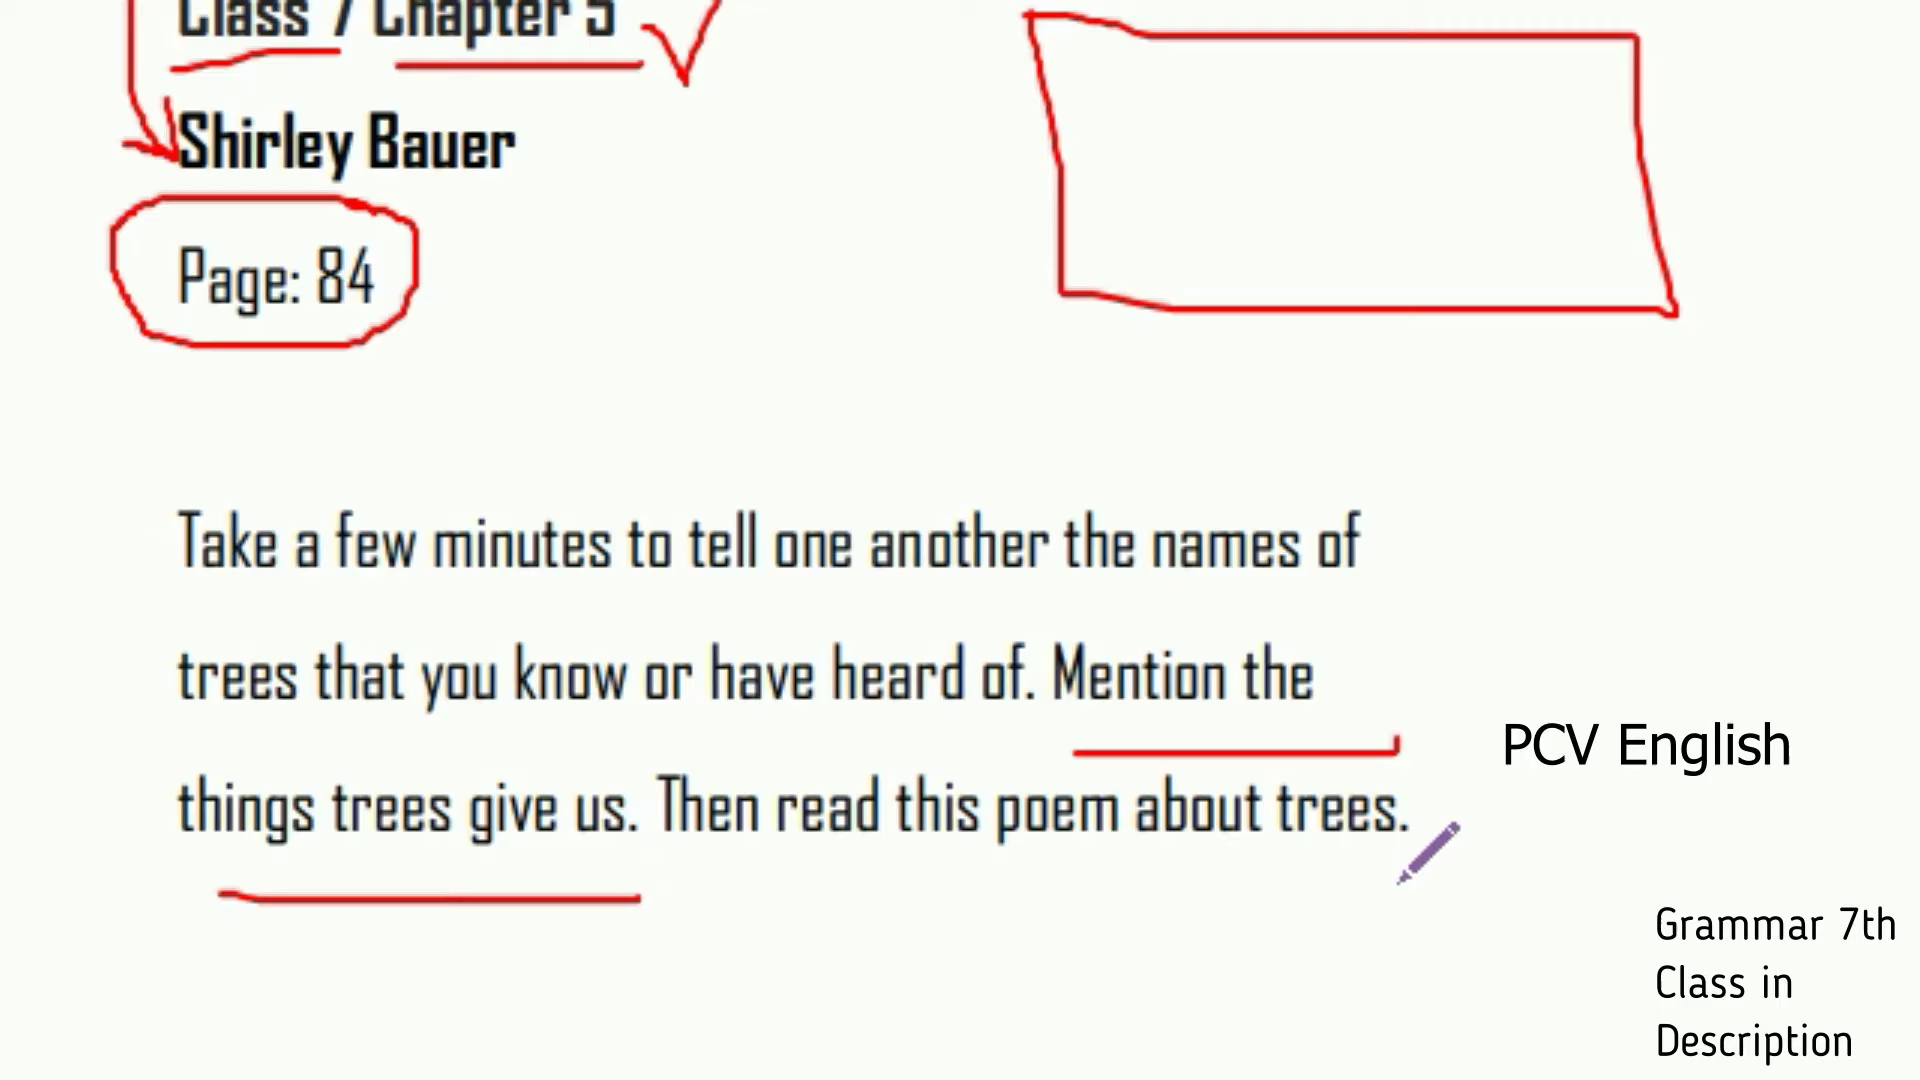 Class 7 Chapter 5
Shirley Bauer
Page: 84
Take a few minutes to tell one another the names of
trees that you know or have heard of. Mention the
things trees give us. Then read this poem about trees.
PCV English
Grammar 7th
Class in
Description